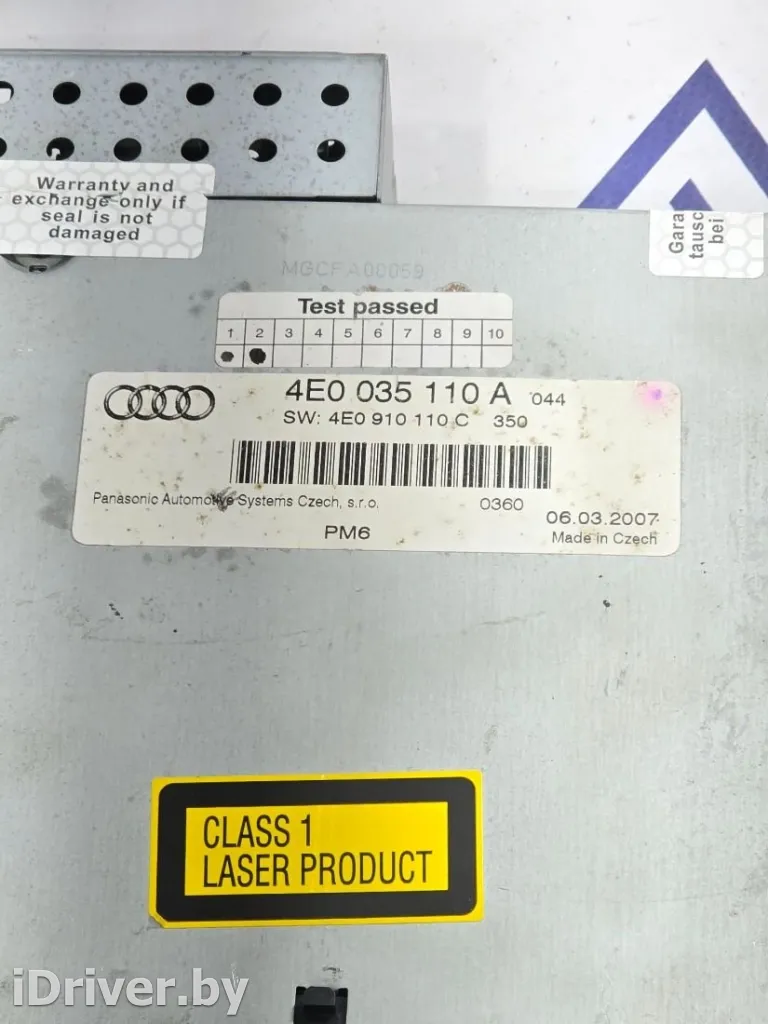 Warranty and
exchange only if
seal is not
damaged
Gara
tausc
bei
MGCFA00059
Test passed
1 2 3 4 5 6 7 8 9 10
4E0 035 110 A 044
SW: 4E0 910 110 C 350
Panasonic Automotive Systems Czech, s.r.o. 0360
06.03.2007
PM6
Made in Czech
CLASS 1
LASER PRODUCT
iDriver.by